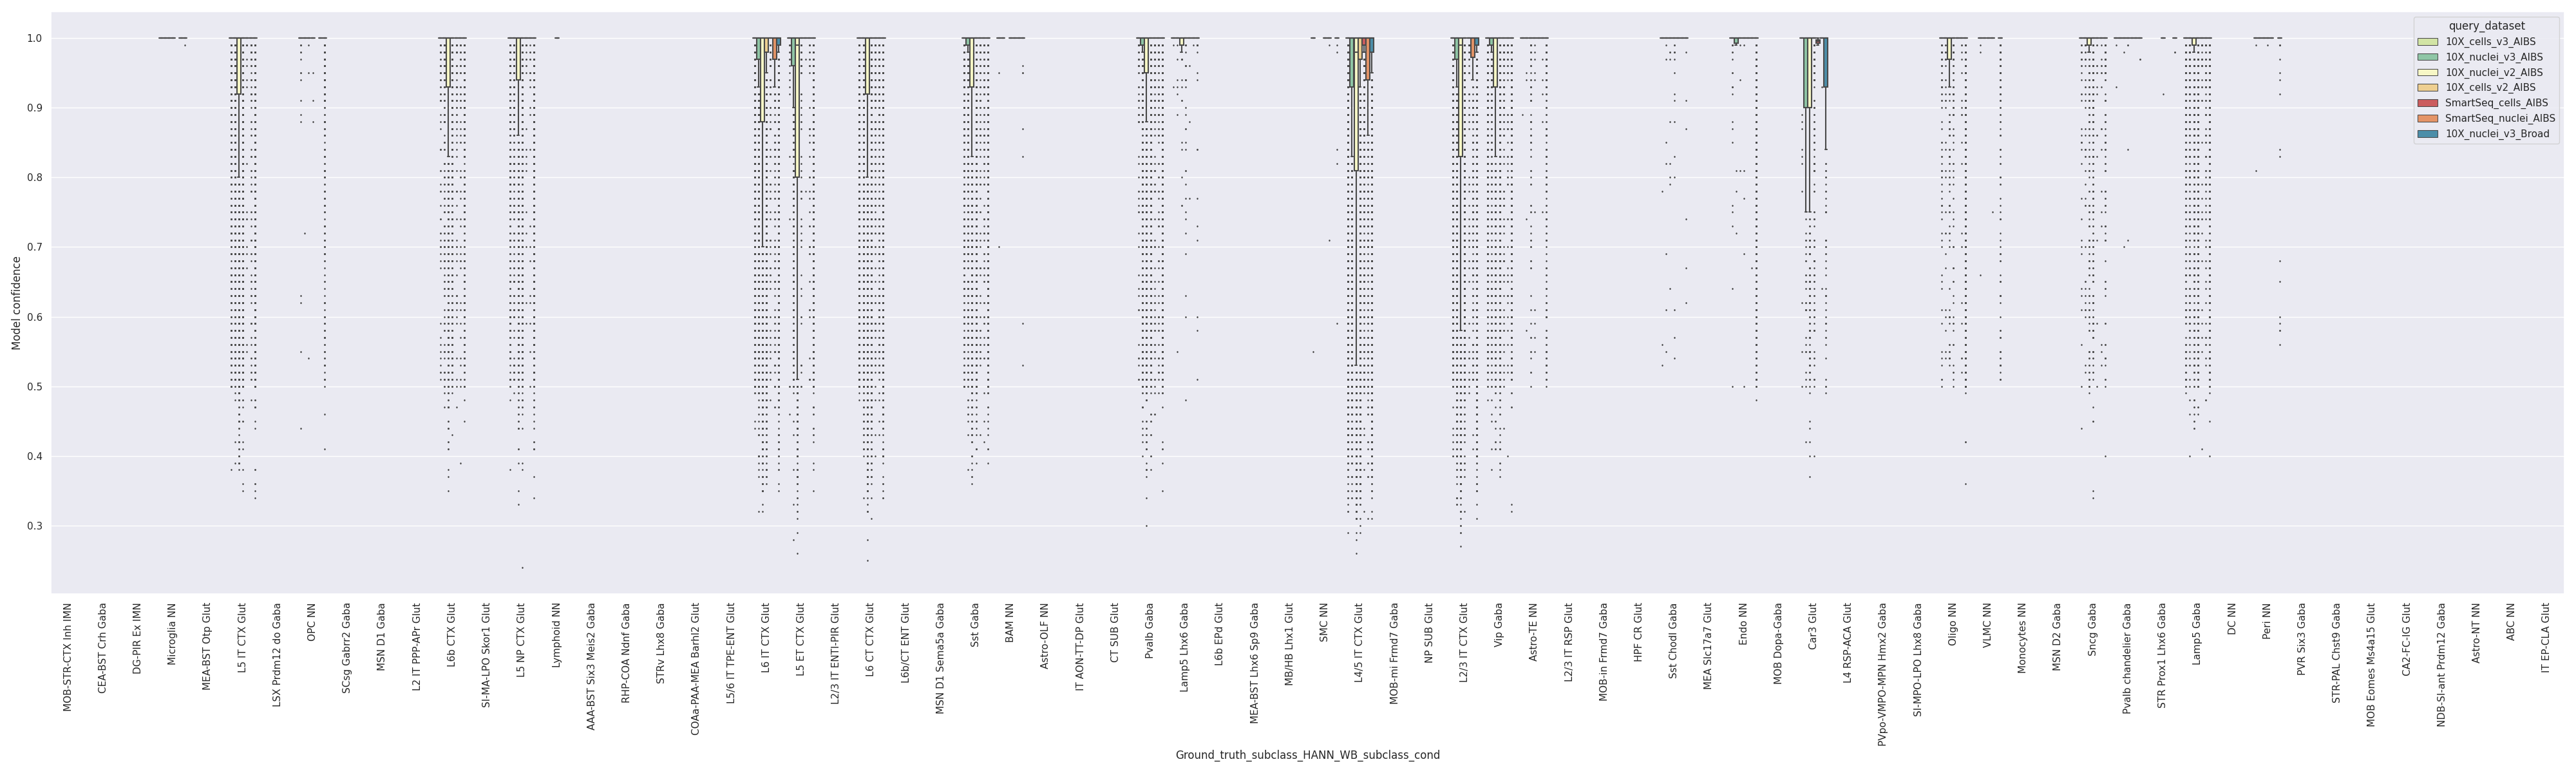 query_dataset
10X_cells_v3_AIBS
10X_nuclei_v3_AIBS
10X_nuclei_v2_AIBS
10X_cells_v2_AIBS
SmartSeq_cells_AIBS
SmartSeq_nuclei_AIBS
10X_nuclei_v3_Broad
Model confidence
1.0
0.9
0.8
0.7
0.6
0.5
0.4
0.3
MOB-STR-CTX Inh IMN
CEA-BST Crh Gaba
DG-PIR Ex IMN
Microglia NN
MEA-BST Otp Glut
L5 IT CTX Glut
LSX Prdm12 do Gaba
OPC NN
SCsg Gabrr2 Gaba
MSN D1 Gaba
L2 IT PPP-APr Glut
L6b CTX Glut
SI-MA-LPO Skor1 Glut
L5 NP CTX Glut
Lymphoid NN
AAA-BST Six3 Meis2 Gaba
RHP-COA Ndnf Gaba
STRv Lhx8 Gaba
COAa-PAA-MEA Barhl2 Glut
L5/6 IT TPE-ENT Glut
L6 IT CTX Glut
L5 ET CTX Glut
L2/3 IT ENTI-PIR Glut
L6 CT CTX Glut
L6b/CT ENT Glut
MSN D1 Sema5a Gaba
Sst Gaba
BAM NN
Astro-OLF NN
IT AON-TT-DP Glut
CT SUB Glut
Pvalb Gaba
Lamp5 Lhx6 Gaba
L6b EPd Glut
MEA-BST Lhx6 Sp9 Gaba
MB/HB Lhx1 Glut
SMC NN
L4/5 IT CTX Glut
MOB-mi Frmd7 Gaba
NP SUB Glut
L2/3 IT CTX Glut
Vip Gaba
Astro-TE NN
L2/3 IT RSP Glut
MOB-in Frmd7 Gaba
HPF CR Glut
Sst Chodl Gaba
MEA Slc17a7 Glut
Endo NN
MOB Dopa-Gaba
Car3 Glut
L4 RSP-ACA Glut
PVpo-VMPO-MPN Hmx2 Gaba
SI-MPO-LPO Lhx8 Gaba
Oligo NN
VLMC NN
Monocytes NN
MSN D2 Gaba
Sncg Gaba
Pvalb chandelier Gaba
STR Prox1 Lhx6 Gaba
Lamp5 Gaba
DC NN
Peri NN
PVR Six3 Gaba
STR-PAL Chst9 Gaba
MOB Eomes Ms4a15 Glut
CA2-FC-IG Glut
NDB-SI-ant Prdm12 Gaba
Astro-NT NN
ABC NN
IT EP-CLA Glut
Ground_truth_subclass_HANN_WB_subclass_cond